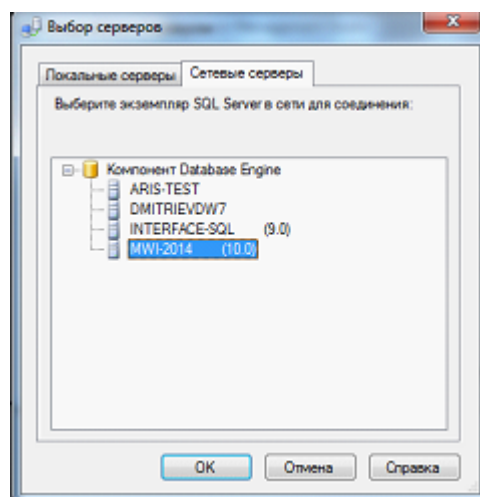 Выбор серверов
Локальные серверы Сетевые серверы
Выберите экземпляр SQL Server в сети для соединения:
Компонент Database Engine
ARIS-TEST
DMITRIEVDW7
INTERFACE-SQL (9.0)
MWI-2014 (10.0)
OK Отмена Справка